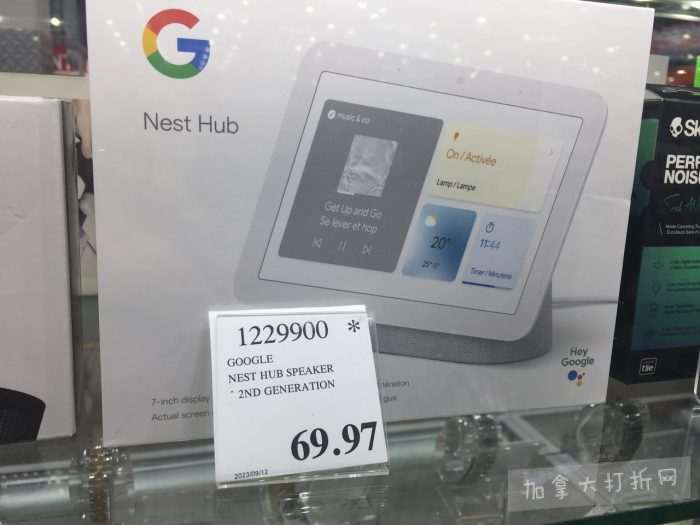 G
Nest Hub
music & co
On / Activée
Lamp / Lampe
Get Up and Go
Se lever et hop
20°
11:44
Timer / Minuterie
Hey
Google
7-inch display
Actual screen
1229900 *
GOOGLE
NEST HUB SPEAKER
2ND GENERATION
69.97
2023/09/12
Sk
PERF
NOISE
tile
加拿大打折网